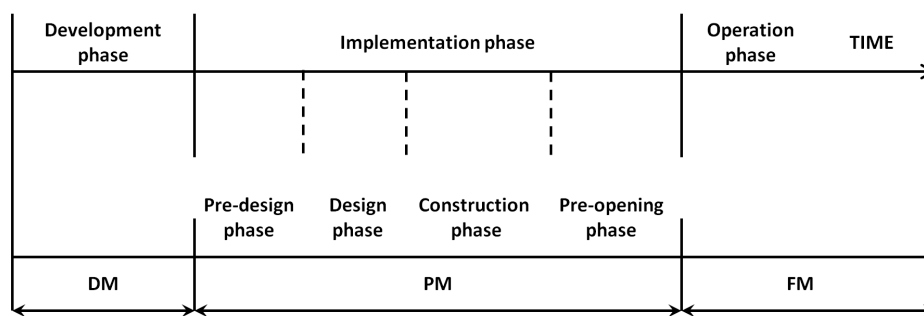 Development
phase
Implementation phase
Operation
phase
TIME
Pre-design
phase
Design
phase
Construction
phase
Pre-opening
phase
DM
PM
FM